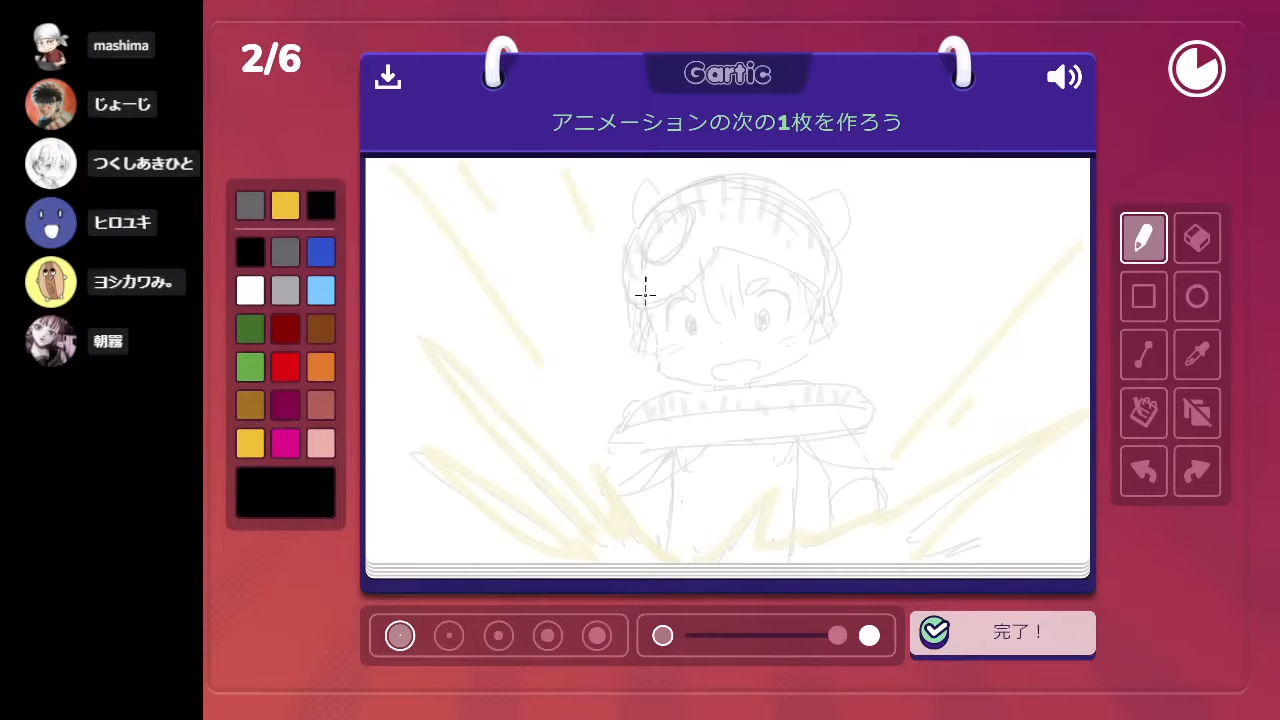 mashima
じょーじ
つくしあきひと
ヒロユキ
ヨシカワみ。
朝霧
2/6
Gartic
アニメーションの次の1枚を作ろう
完了！